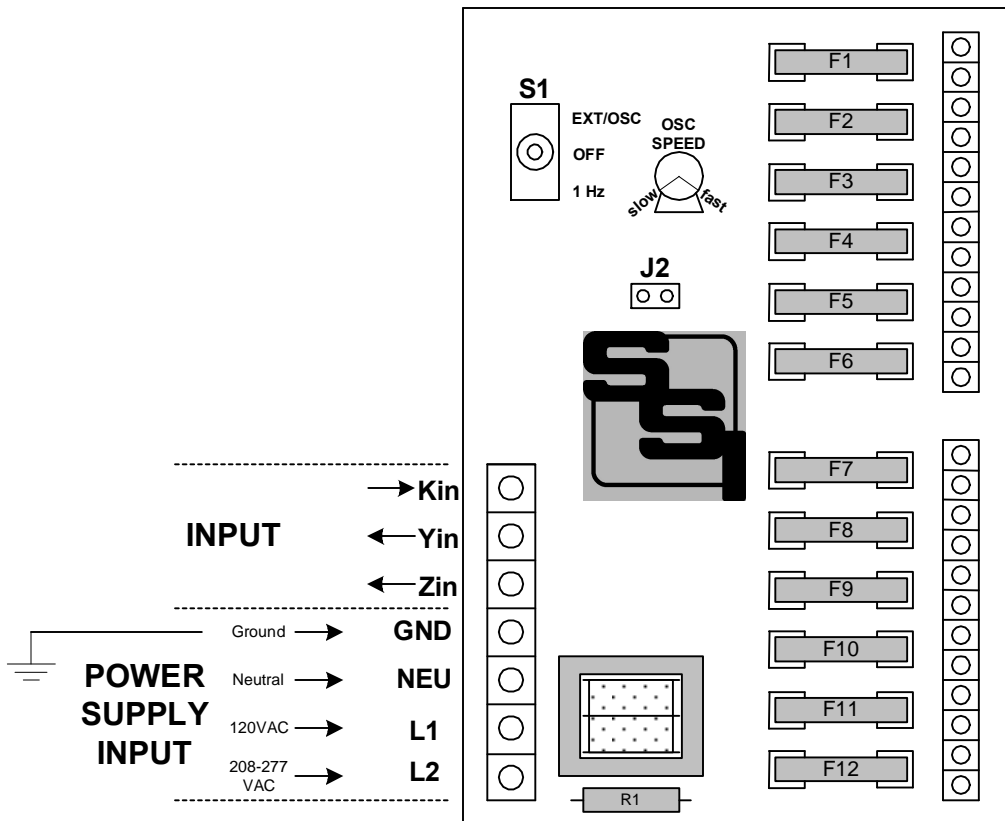 S1
EXT/OSC
OFF
1 Hz
OSC
SPEED
slow
fast
J2
SSI
F1
F2
F3
F4
F5
F6
F7
F8
F9
F10
F11
F12
INPUT
Kin
Yin
Zin
POWER
SUPPLY
INPUT
Ground
GND
Neutral
NEU
120VAC
L1
208-277
VAC
L2
R1